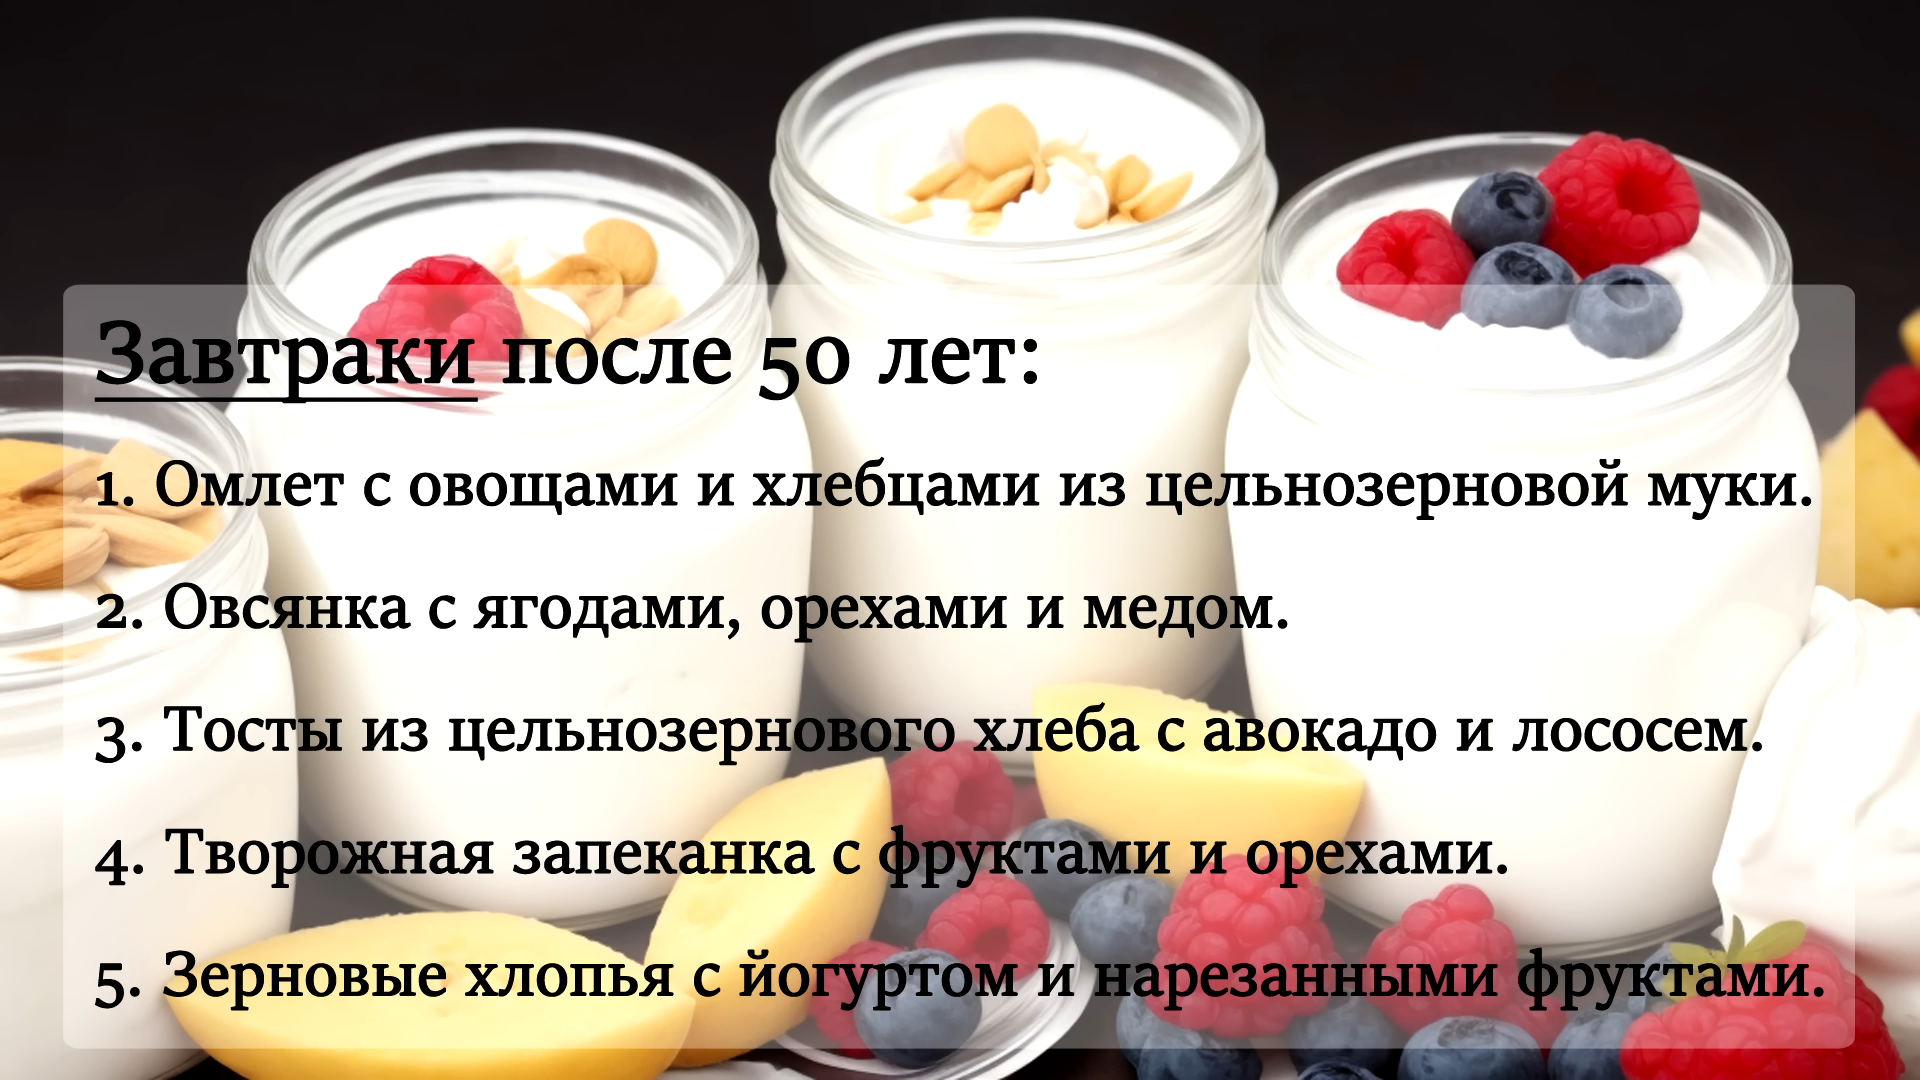 Завтраки после 50 лет:
1. Омлет с овощами и хлебцами из цельнозерновой муки.
2. Овсянка с ягодами, орехами и медом.
3. Тосты из цельнозернового хлеба с авокадо и лососем.
4. Творожная запеканка с фруктами и орехами.
5. Зерновые хлопья с йогуртом и нарезанными фруктами.